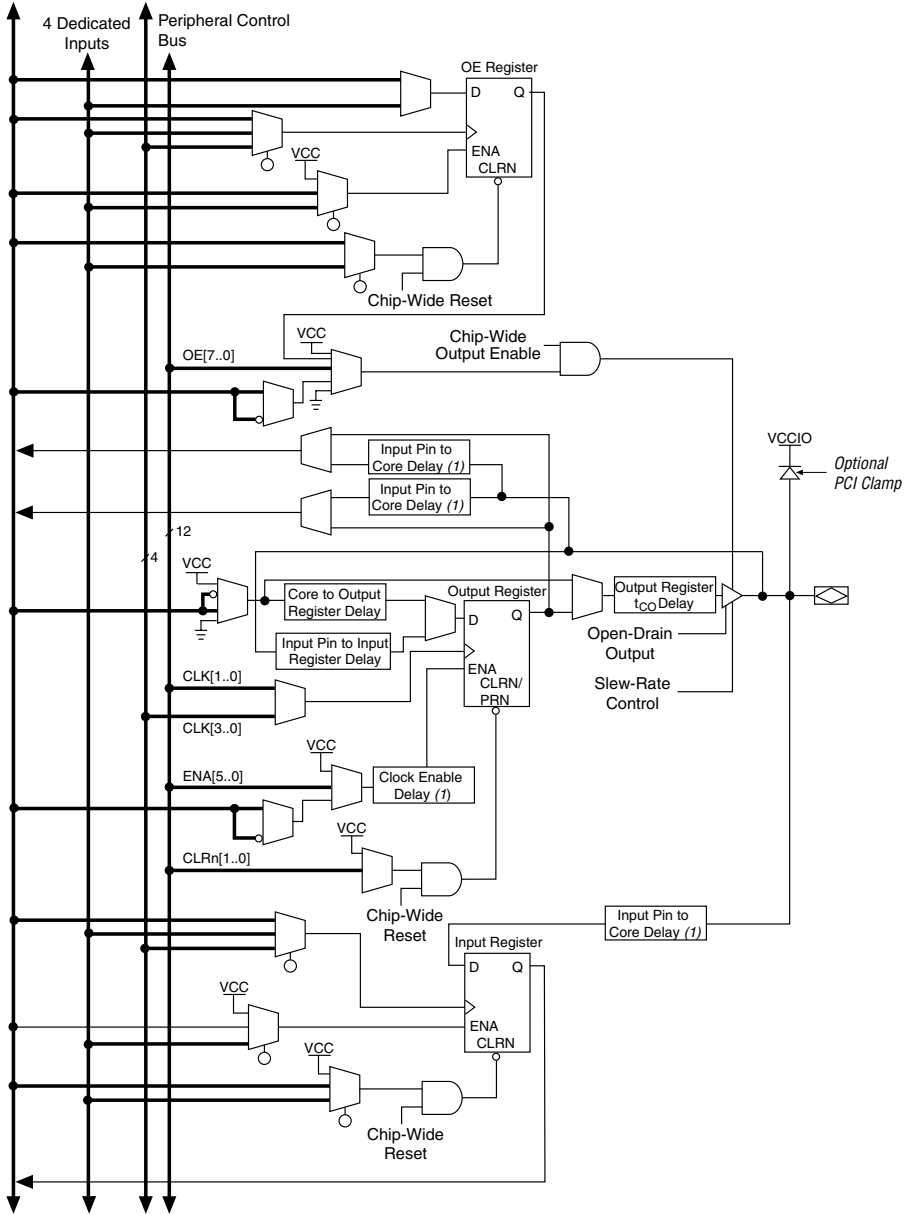 4 Dedicated
Inputs
Peripheral Control
Bus
OE Register
D Q
ENA
CLRN
VCC
Chip-Wide Reset
VCC
OE[7..0]
Chip-Wide
Output Enable
Input Pin to
Core Delay (1)
Input Pin to
Core Delay (1)
VCCIO
Optional
PCI Clamp
12
4
VCC
Core to Output
Register Delay
Input Pin to Input
Register Delay
Output Register
D Q
ENA
CLRN/
PRN
Output Register
tCO Delay
Open-Drain
Output
Slew-Rate
Control
CLK[1..0]
CLK[3..0]
VCC
ENA[5..0]
Clock Enable
Delay (1)
VCC
CLRn[1..0]
Chip-Wide
Reset
Input Pin to
Core Delay (1)
Input Register
D Q
ENA
CLRN
VCC
VCC
Chip-Wide
Reset